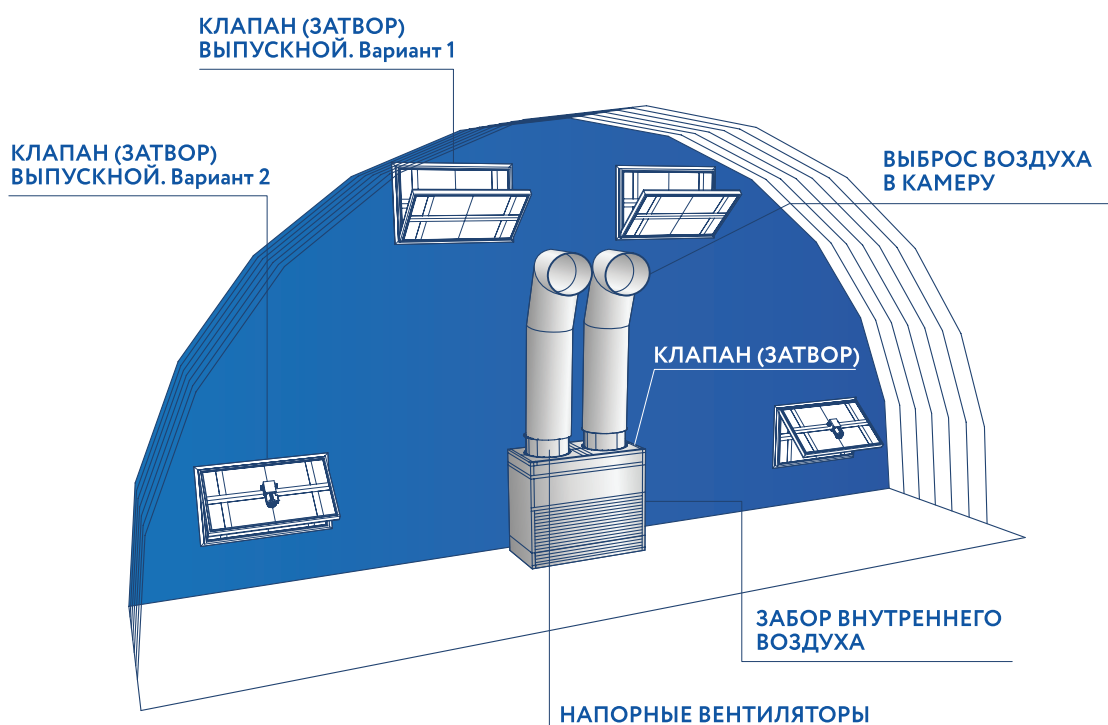 КЛАПАН (ЗАТВОР)
ВЫПУСКНОЙ. Вариант 1
КЛАПАН (ЗАТВОР)
ВЫПУСКНОЙ. Вариант 2
ВЫБРОС ВОЗДУХА
В КАМЕРУ
КЛАПАН (ЗАТВОР)
ЗАБОР ВНУТРЕННЕГО
ВОЗДУХА
НАПОРНЫЕ ВЕНТИЛЯТОРЫ